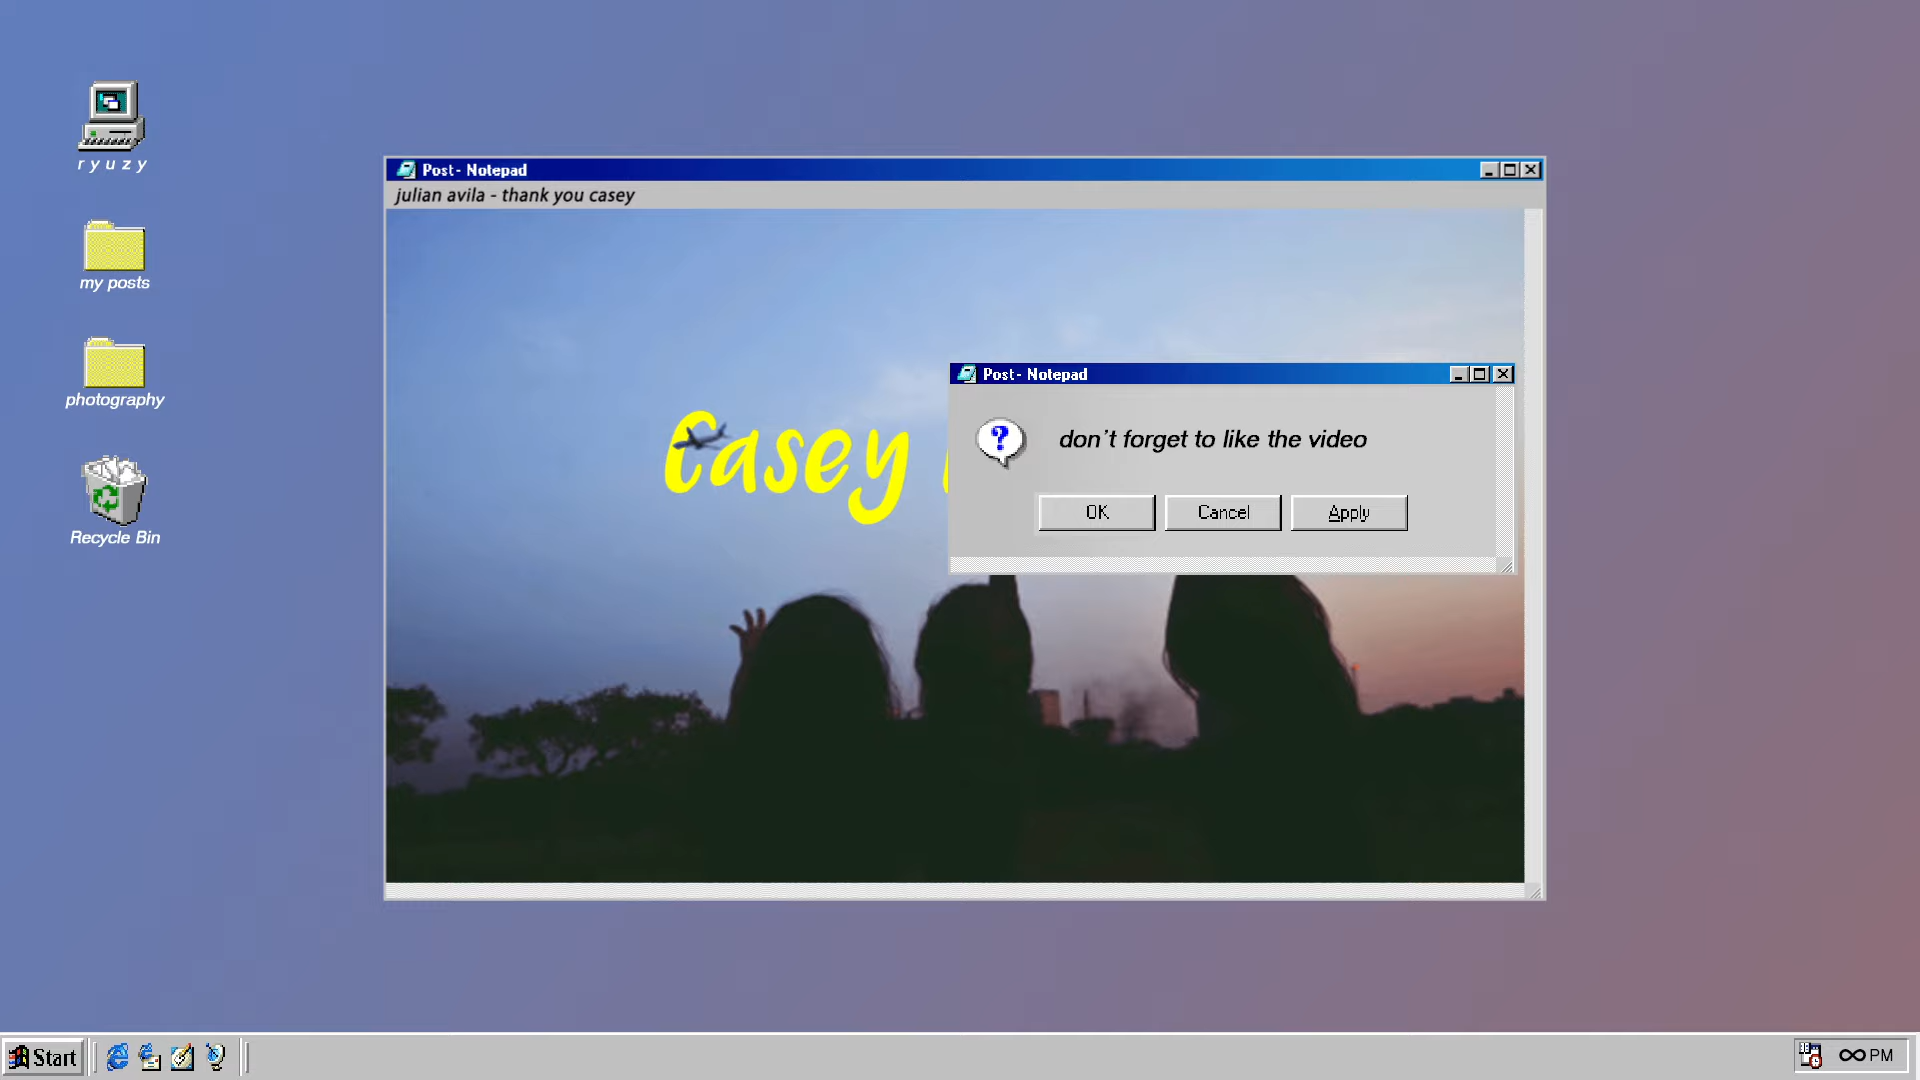 r y u z y
my posts
photography
Recycle Bin
Post - Notepad
julian avila - thank you casey
Casey
Post - Notepad
don't forget to like the video
OK
Cancel
Apply
Start
∞ PM